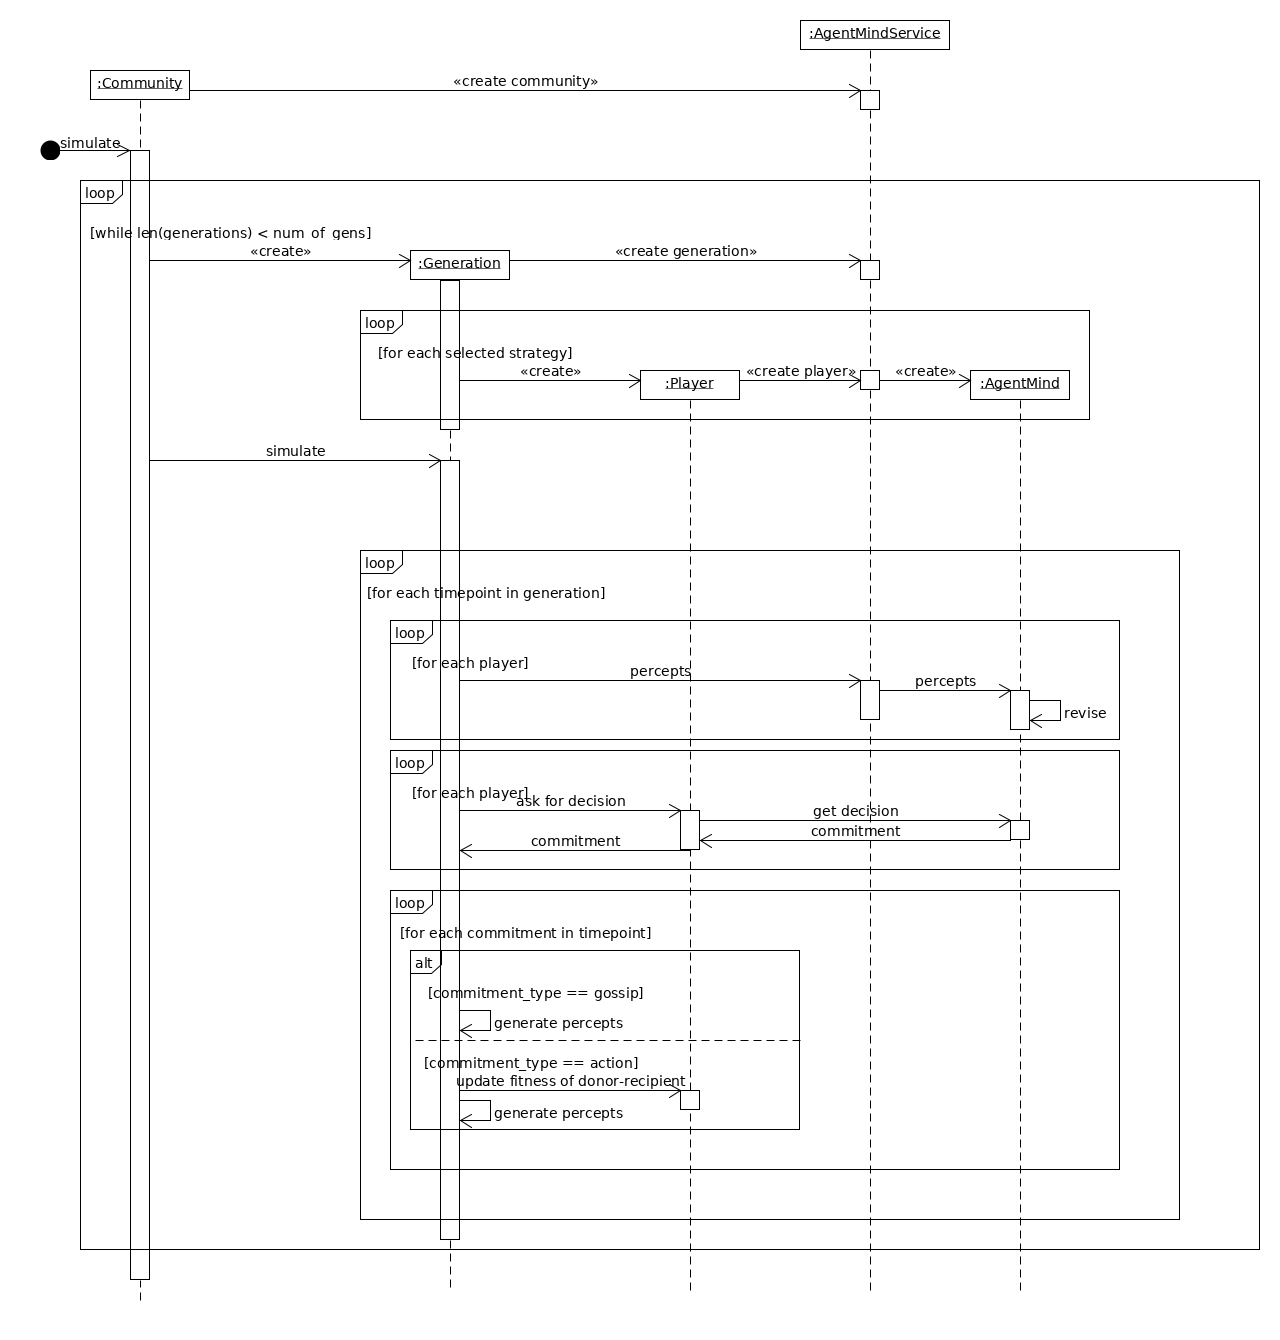 :AgentMindService
:Community
«create community»
simulate
loop
[while len(generations) < num_of_gens]
«create»
:Generation
«create generation»
loop
[for each selected strategy]
«create»
:Player
«create player»
«create»
:AgentMind
simulate
loop
[for each timepoint in generation]
loop
[for each player]
percepts
percepts
revise
loop
[for each player]
ask for decision
get decision
commitment
commitment
loop
[for each commitment in timepoint]
alt
[commitment_type == gossip]
generate percepts
[commitment_type == action]
update fitness of donor-recipient
generate percepts